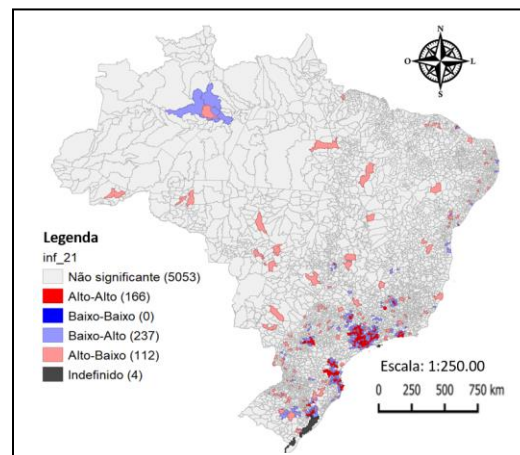 N
O L
S
Legenda
inf_21
Não significante (5053)
Alto-Alto (166)
Baixo-Baixo (0)
Baixo-Alto (237)
Alto-Baixo (112)
Indefinido (4)
Escala: 1:250.00
0 250 500 750 km